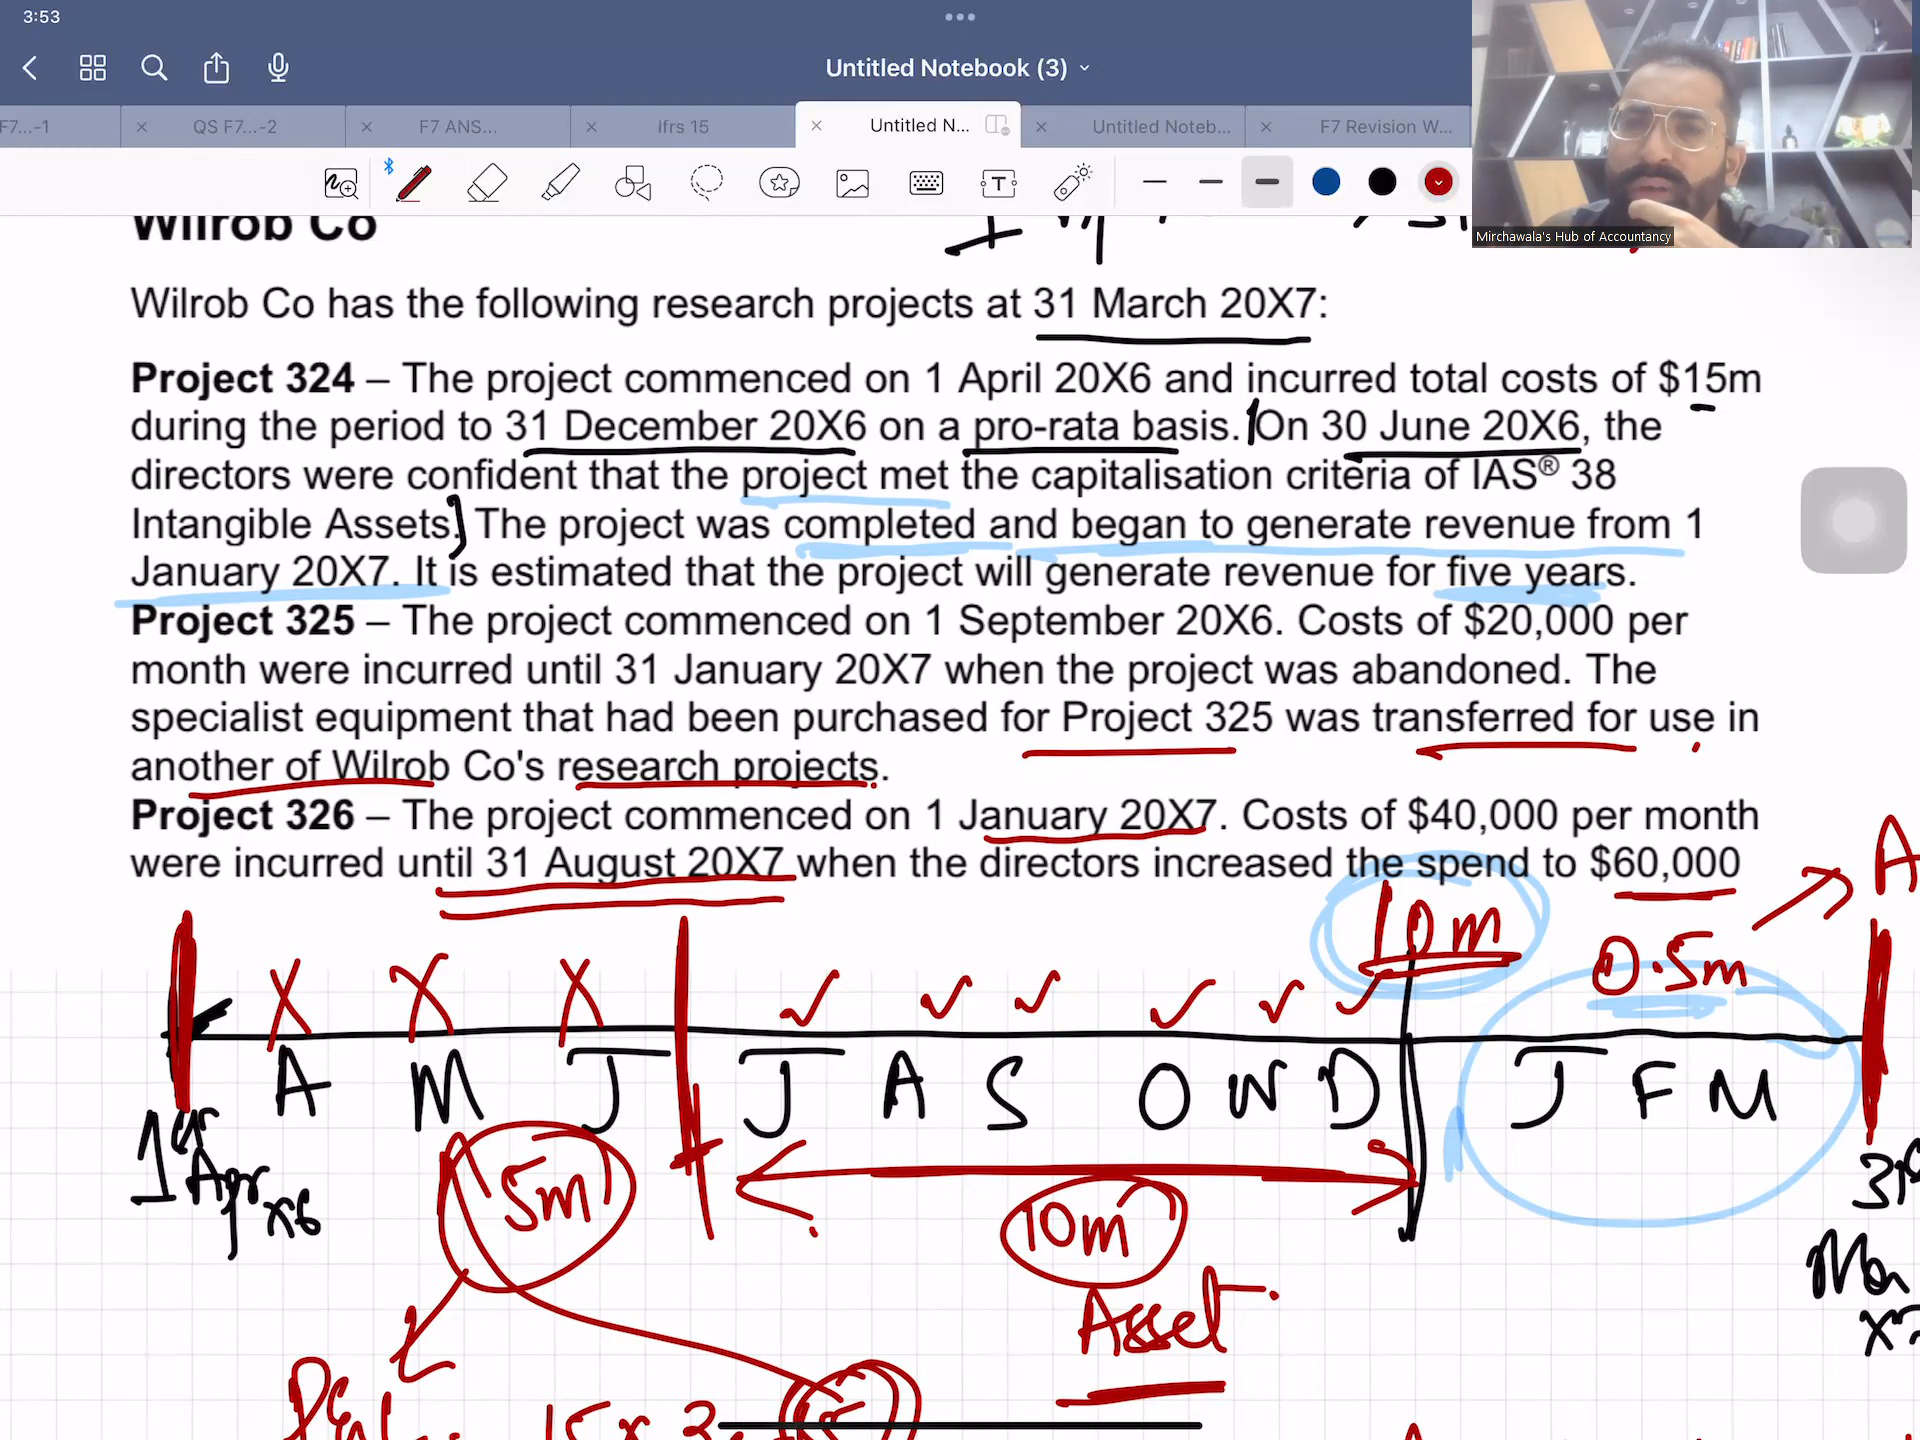 3:53
Untitled Notebook (3)
F7...-1
QS F7...-2
F7 ANS...
Ifrs 15
Untitled N...
Untitled Noteb...
F7 Revision W...
Mirchawala's Hub of Accountancy
Wilrob Co
Wilrob Co has the following research projects at 31 March 20X7:
Project 324 – The project commenced on 1 April 20X6 and incurred total costs of $15m
during the period to 31 December 20X6 on a pro-rata basis. On 30 June 20X6, the
directors were confident that the project met the capitalisation criteria of IAS® 38
Intangible Assets. The project was completed and began to generate revenue from 1
January 20X7. It is estimated that the project will generate revenue for five years.
Project 325 – The project commenced on 1 September 20X6. Costs of $20,000 per
month were incurred until 31 January 20X7 when the project was abandoned. The
specialist equipment that had been purchased for Project 325 was transferred for use in
another of Wilrob Co's research projects.
Project 326 – The project commenced on 1 January 20X7. Costs of $40,000 per month
were incurred until 31 August 20X7 when the directors increased the spend to $60,000
10m
0.5m
A
A M J J A S O N D J F M
1st Apr x6
5m
10m
Asset
15 x 3